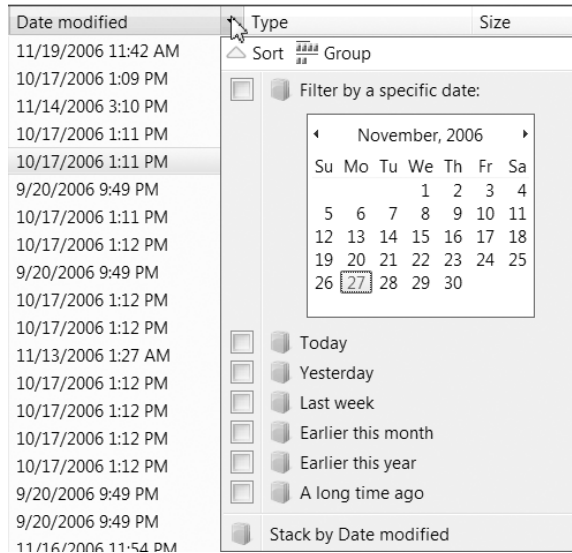 Date modified Type Size
11/19/2006 11:42 AM
10/17/2006 1:09 PM
11/14/2006 3:10 PM
10/17/2006 1:11 PM
10/17/2006 1:11 PM
9/20/2006 9:49 PM
10/17/2006 1:11 PM
10/17/2006 1:12 PM
9/20/2006 9:49 PM
10/17/2006 1:12 PM
10/17/2006 1:12 PM
11/13/2006 1:27 AM
10/17/2006 1:12 PM
10/17/2006 1:12 PM
10/17/2006 1:12 PM
10/17/2006 1:12 PM
9/20/2006 9:49 PM
9/20/2006 9:49 PM
11/16/2006 11:54 PM
Sort Group
Filter by a specific date:
November, 2006
Su Mo Tu We Th Fr Sa
1 2 3 4
5 6 7 8 9 10 11
12 13 14 15 16 17 18
19 20 21 22 23 24 25
26 27 28 29 30
Today
Yesterday
Last week
Earlier this month
Earlier this year
A long time ago
Stack by Date modified